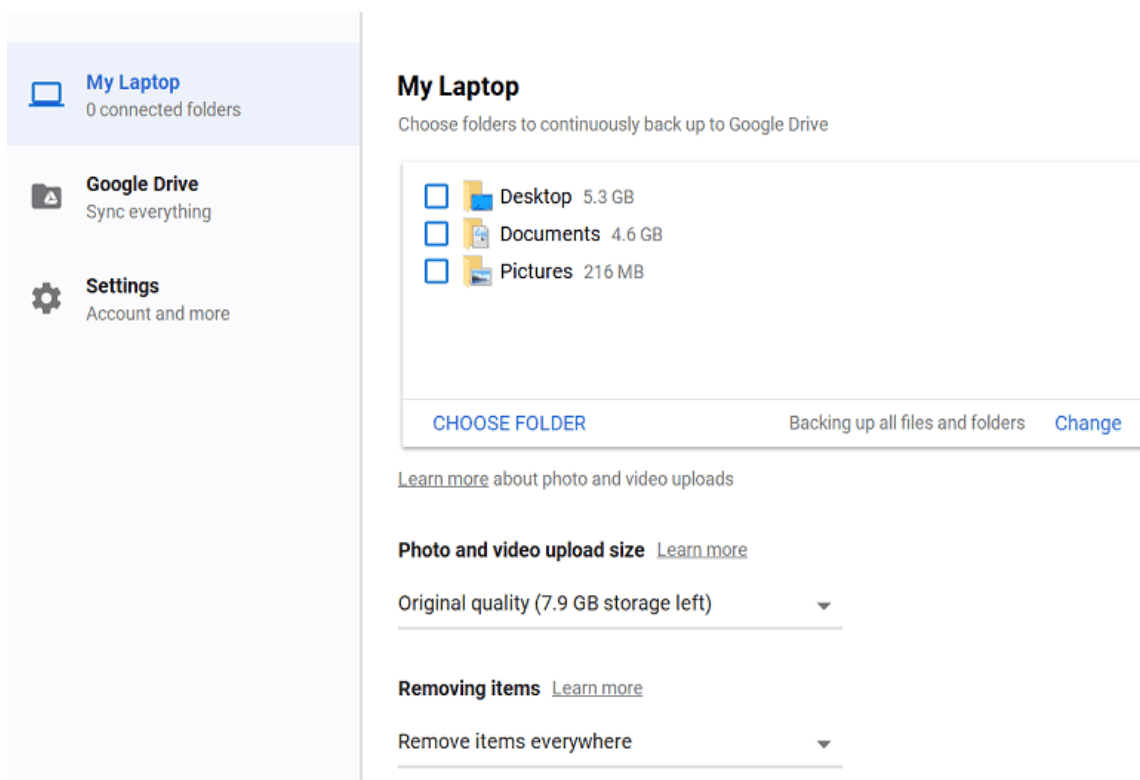 My Laptop
0 connected folders
Google Drive
Sync everything
Settings
Account and more
My Laptop
Choose folders to continuously back up to Google Drive
Desktop 5.3 GB
Documents 4.6 GB
Pictures 216 MB
CHOOSE FOLDER Backing up all files and folders Change
Learn more about photo and video uploads
Photo and video upload size Learn more
Original quality (7.9 GB storage left)
Removing items Learn more
Remove items everywhere